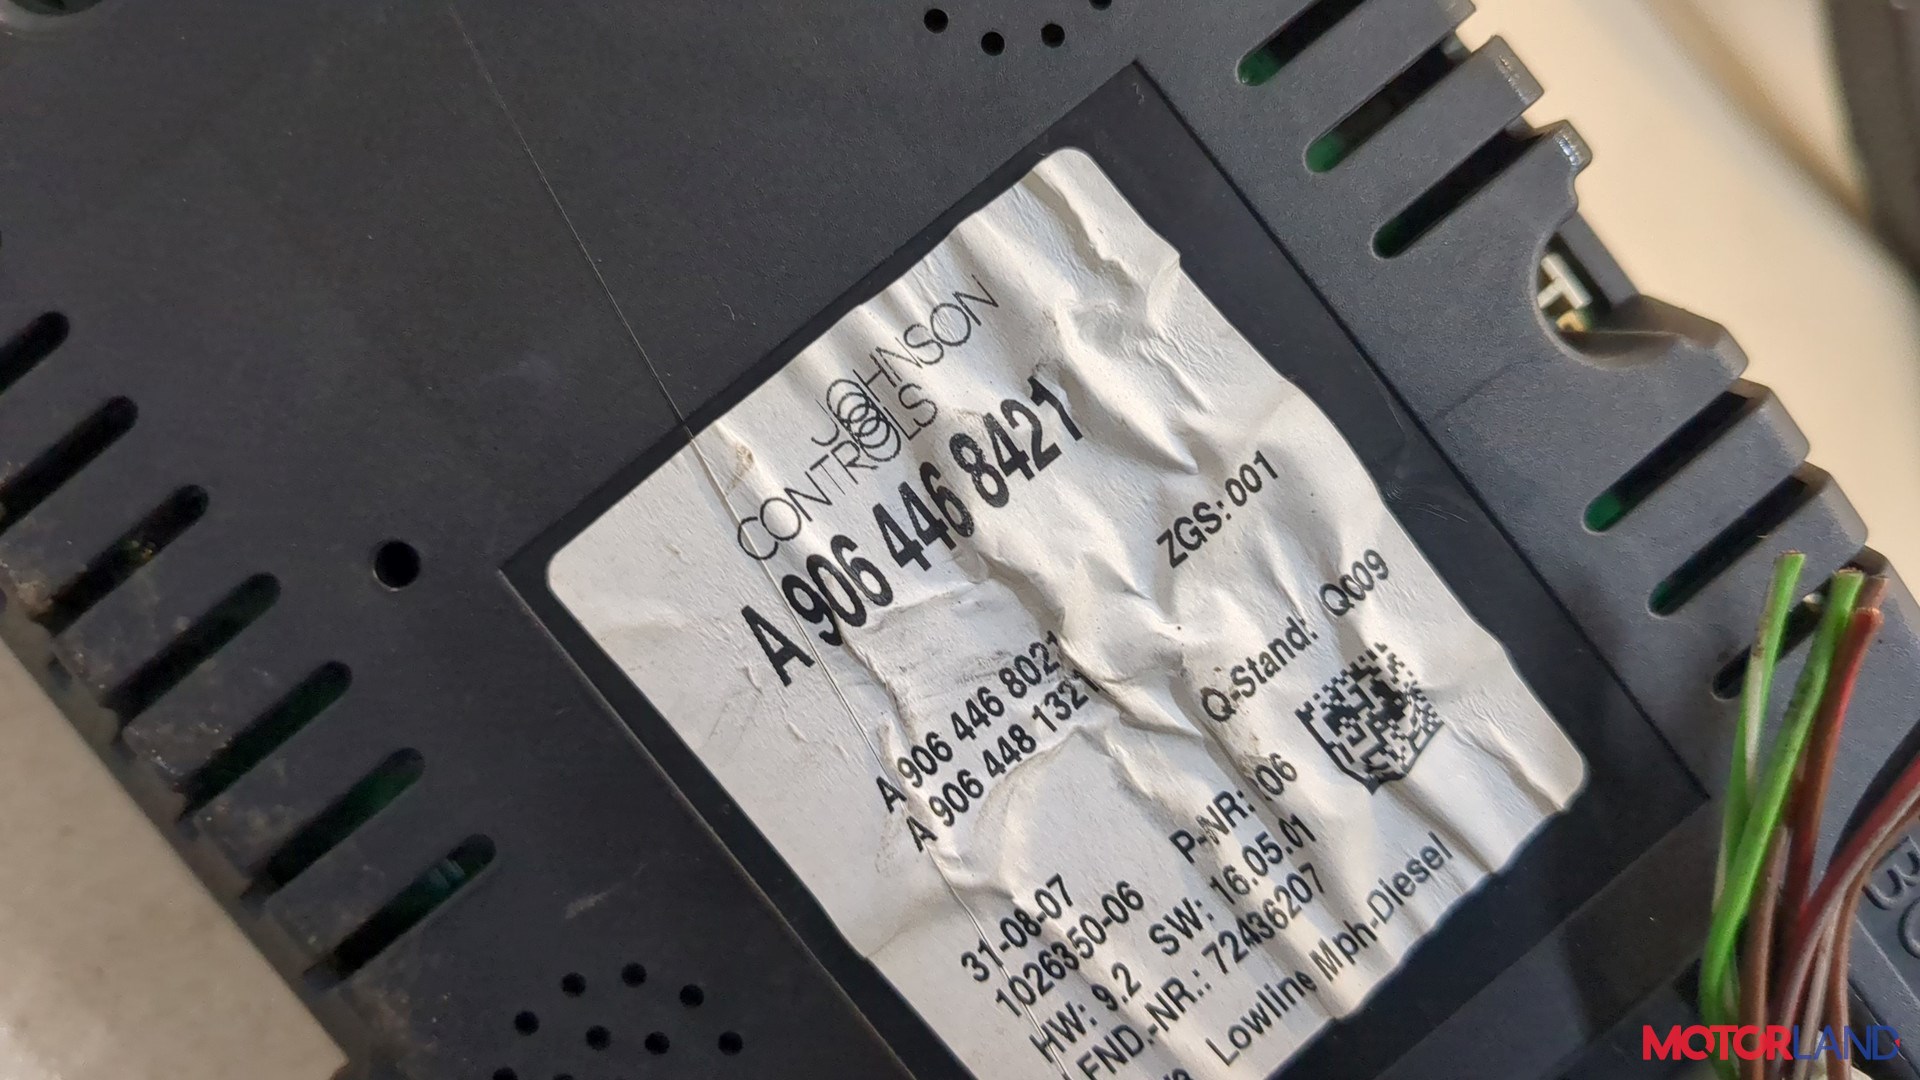 JOHNSON
CONTROLS
A 906 446 8421
ZGS: 001
A 906 446 8021
A 906 448 1321
Q-Stand: Q009
31-08-07
P-NR: 06
1026350-06
HW: 9.2 SW: 16.05.01
FND.-NR.: 72436207
Lowline Mph-Diesel
MOTORLAND